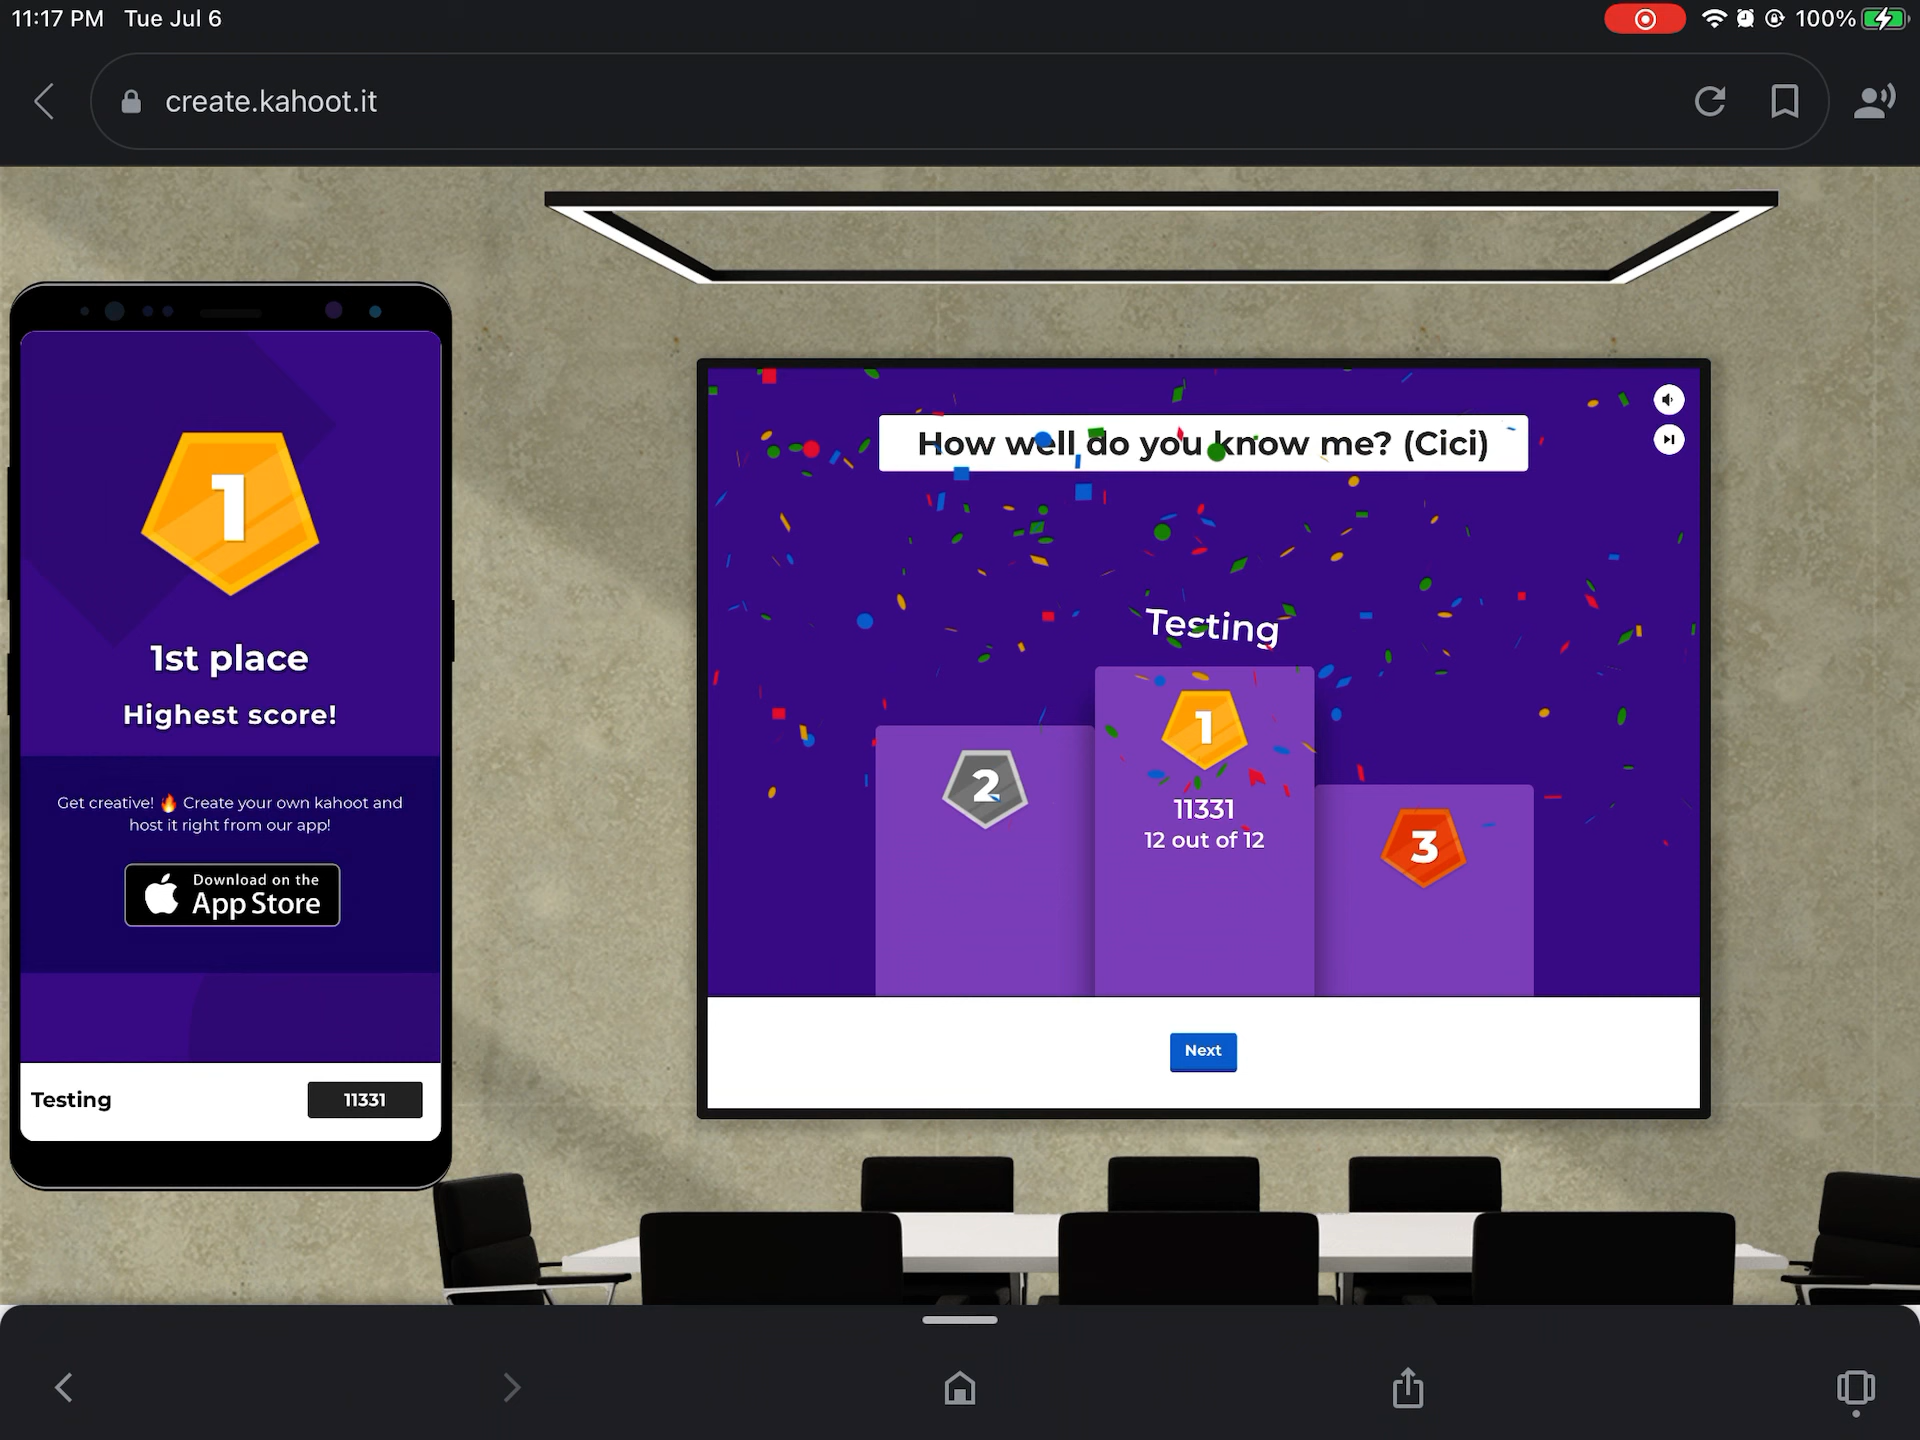 11:17 PM Tue Jul 6
100%
create.kahoot.it
1
1st place
Highest score!
Get creative! 🔥 Create your own kahoot and
host it right from our app!
Download on the
App Store
Testing 11331
How well do you know me? (Cici)
Testing
1
11331
12 out of 12
2
3
Next